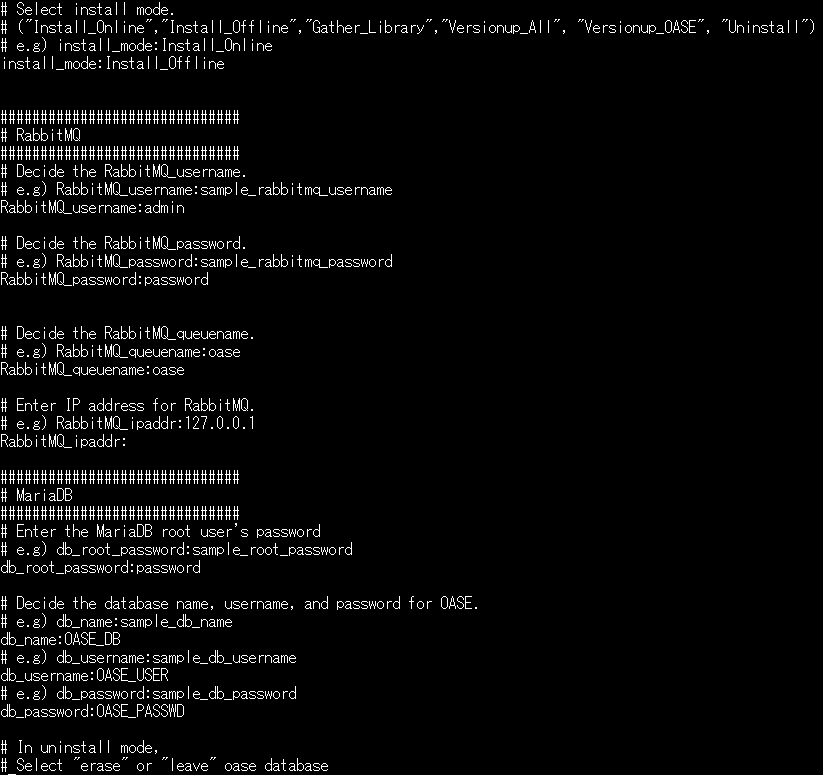 # Select install mode.
# ("Install_Online","Install_Offline","Gather_Library","Versionup_All", "Versionup_OASE", "Uninstall")
# e.g) install_mode:Install_Online
install_mode:Install_Offline
##############################
# RabbitMQ
##############################
# Decide the RabbitMQ_username.
# e.g) RabbitMQ_username:sample_rabbitmq_username
RabbitMQ_username:admin
# Decide the RabbitMQ_password.
# e.g) RabbitMQ_password:sample_rabbitmq_password
RabbitMQ_password:password
# Decide the RabbitMQ_queuename.
# e.g) RabbitMQ_queuename:oase
RabbitMQ_queuename:oase
# Enter IP address for RabbitMQ.
# e.g) RabbitMQ_ipaddr:127.0.0.1
RabbitMQ_ipaddr:
##############################
# MariaDB
##############################
# Enter the MariaDB root user's password
# e.g) db_root_password:sample_root_password
db_root_password:password
# Decide the database name, username, and password for OASE.
# e.g) db_name:sample_db_name
db_name:OASE_DB
# e.g) db_username:sample_db_username
db_username:OASE_USER
# e.g) db_password:sample_db_password
db_password:OASE_PASSWD
# In uninstall mode,
# Select "erase" or "leave" oase database